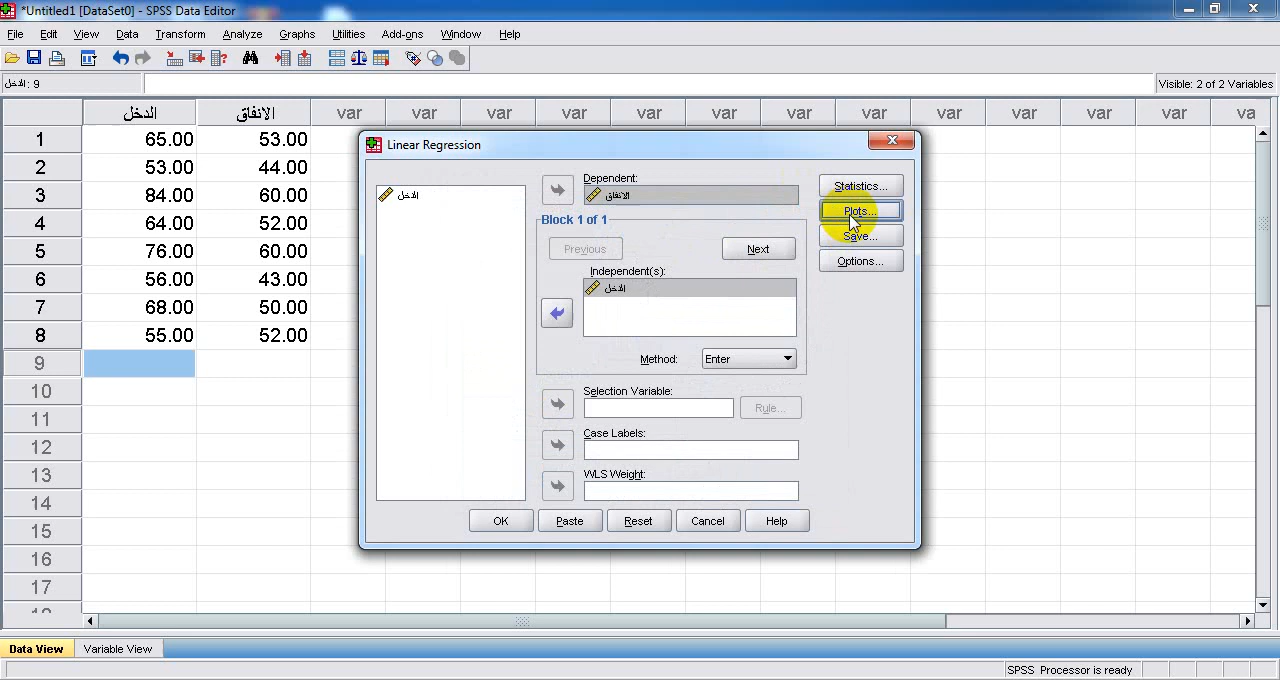 *Untitled1 [DataSet0] - SPSS Data Editor
File Edit View Data Transform Analyze Graphs Utilities Add-ons Window Help
9 : الدخل
Visible: 2 of 2 Variables
الدخل الانفاق var var var var var var var var var var var var va
1 65.00 53.00
2 53.00 44.00
3 84.00 60.00
4 64.00 52.00
5 76.00 60.00
6 56.00 43.00
7 68.00 50.00
8 55.00 52.00
9
10
11
12
13
14
15
16
17
18
Linear Regression
الدخل
Dependent:
الانفاق
Block 1 of 1
Previous Next
Independent(s):
الدخل
Method: Enter
Selection Variable:
Rule...
Case Labels:
WLS Weight:
OK Paste Reset Cancel Help
Statistics...
Plots...
Save...
Options...
Data View Variable View
SPSS Processor is ready